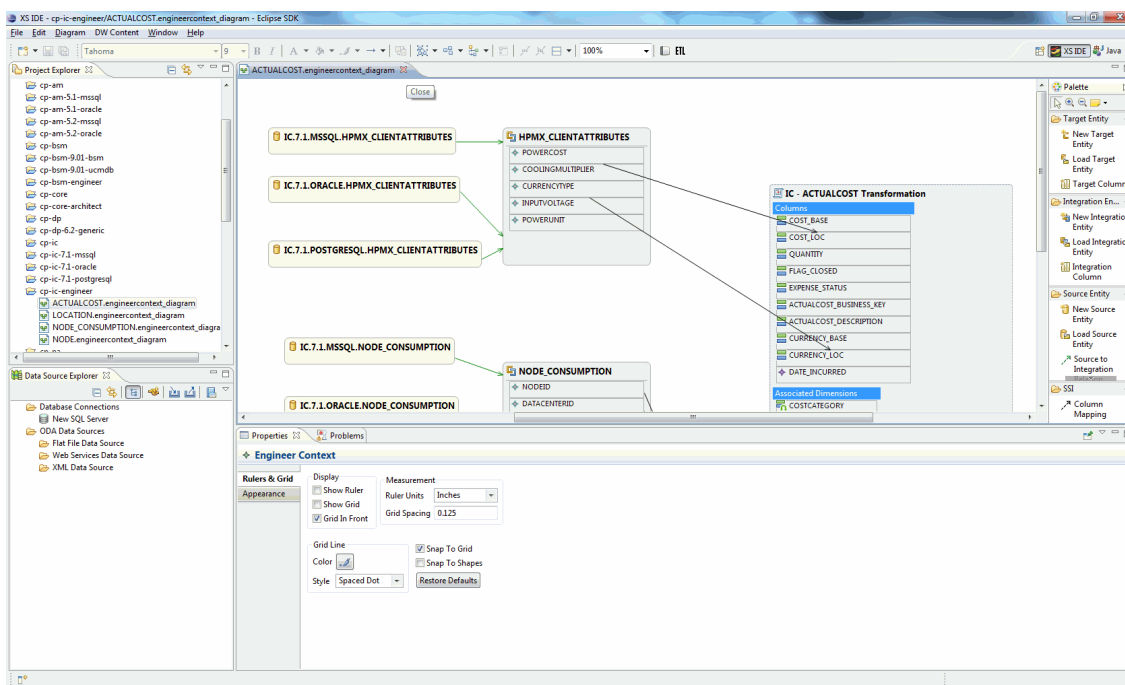 XS IDE - cp-ic-engineer/ACTUALCOST.engineercontext_diagram - Eclipse SDK
File Edit Diagram DW Content Window Help
Tahoma 9 B I A 100% ETL XS IDE Java
Project Explorer
cp-am
cp-am-5.1-mssql
cp-am-5.1-oracle
cp-am-5.2-mssql
cp-am-5.2-oracle
cp-bsm
cp-bsm-9.01-bsm
cp-bsm-9.01-ucmdb
cp-bsm-engineer
cp-core
cp-core-architect
cp-dp
cp-dp-6.2-generic
cp-ic
cp-ic-7.1-mssql
cp-ic-7.1-oracle
cp-ic-7.1-postgresql
cp-ic-engineer
ACTUALCOST.engineercontext_diagram
LOCATION.engineercontext_diagram
NODE_CONSUMPTION.engineercontext_diagra
NODE.engineercontext_diagram
Data Source Explorer
Database Connections
New SQL Server
ODA Data Sources
Flat File Data Source
Web Services Data Source
XML Data Source
ACTUALCOST.engineercontext_diagram
Close
IC.7.1.MSSQL.HPMX_CLIENTATTRIBUTES
IC.7.1.ORACLE.HPMX_CLIENTATTRIBUTES
IC.7.1.POSTGRESQL.HPMX_CLIENTATTRIBUTES
IC.7.1.MSSQL.NODE_CONSUMPTION
IC.7.1.ORACLE.NODE_CONSUMPTION
HPMX_CLIENTATTRIBUTES
POWERCOST
COOLINGMULTIPLIER
CURRENCYTYPE
INPUTVOLTAGE
POWERUNIT
NODE_CONSUMPTION
NODEID
DATACENTERID
IC - ACTUALCOST Transformation
Columns
COST_BASE
COST_LOC
QUANTITY
FLAG_CLOSED
EXPENSE_STATUS
ACTUALCOST_BUSINESS_KEY
ACTUALCOST_DESCRIPTION
CURRENCY_BASE
CURRENCY_LOC
DATE_INCURRED
Associated Dimensions
COSTCATEGORY
Palette
Target Entity
New Target
Entity
Load Target
Entity
Target Column
Integration En...
New Integratio
Entity
Load Integratic
Entity
Integration
Column
Source Entity
New Source
Entity
Load Source
Entity
Source to
Integration
SSI
Column
Mapping
Properties Problems
Engineer Context
Rulers & Grid
Appearance
Display
Show Ruler
Show Grid
Grid In Front
Measurement
Ruler Units Inches
Grid Spacing 0.125
Grid Line
Color
Style Spaced Dot
Snap To Grid
Snap To Shapes
Restore Defaults